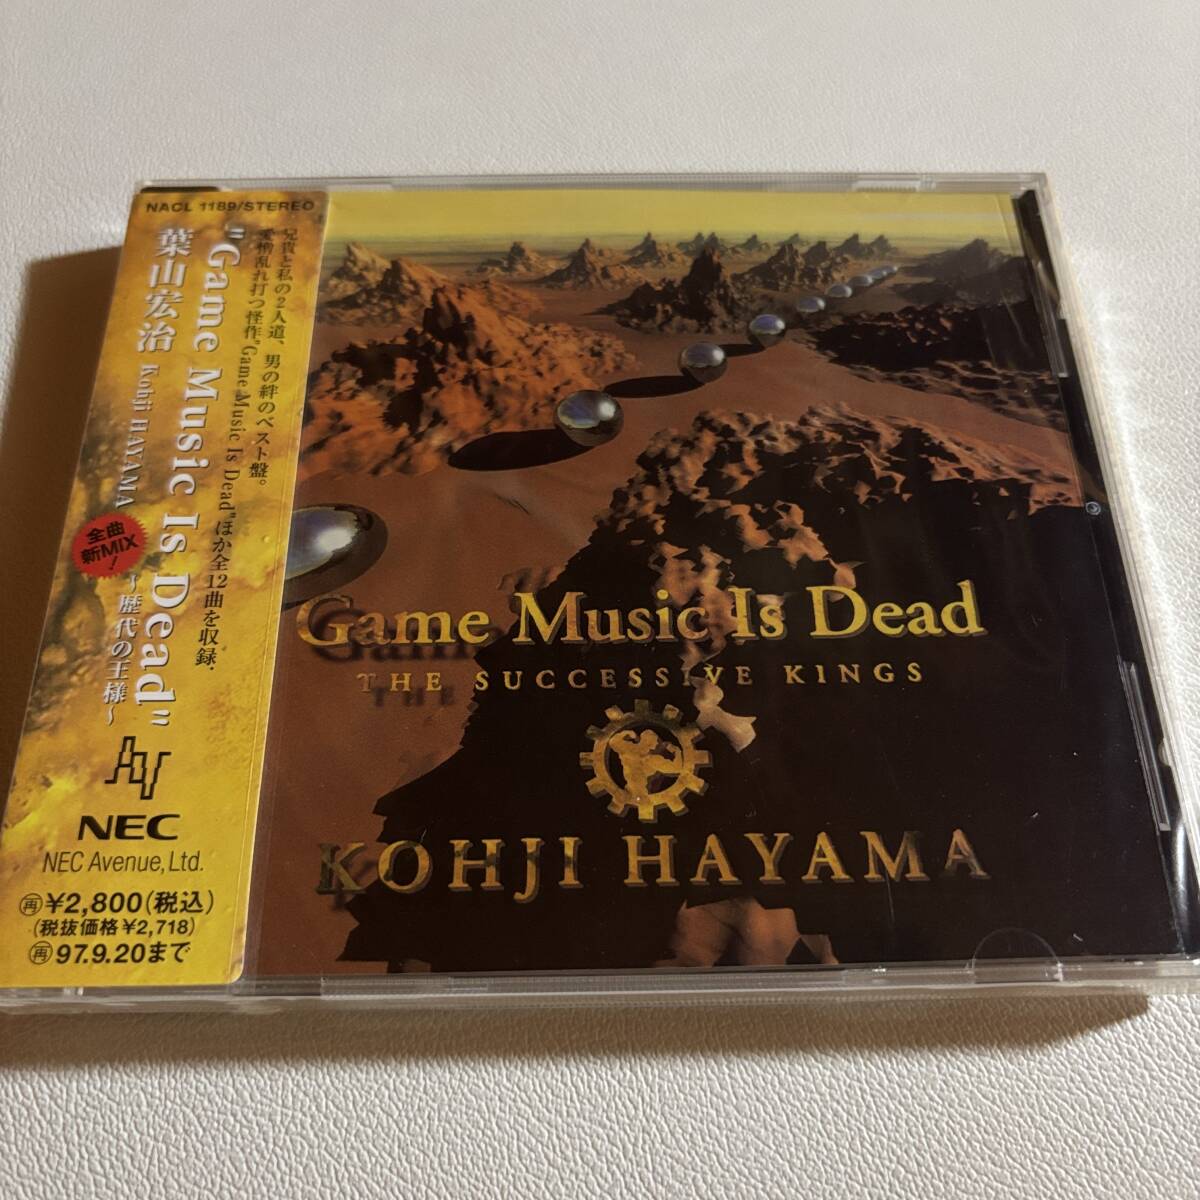 NACL 1189/STEREO
兄貴と私の2人道、男の絆のベスト盤。
愛憎乱れ打つ怪作"Game Music Is Dead"ほか全12曲を収録.
"Game Music Is Dead"
～歴代の王様～
葉山宏治 Kohji HAYAMA
全曲
新MIX!
NEC
NEC Avenue, Ltd.
再¥2,800(税込)
(税抜価格¥2,718)
再97.9.20まで
Game Music Is Dead
THE SUCCESSIVE KINGS
KOHJI HAYAMA